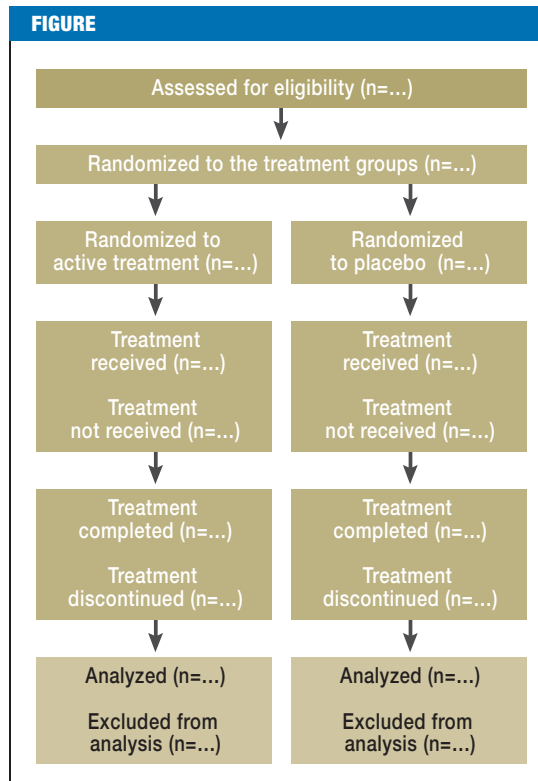 FIGURE
Assessed for eligibility (n=...)
Randomized to the treatment groups (n=...)
Randomized to
active treatment (n=...)
Randomized
to placebo (n=...)
Treatment
received (n=...)
Treatment
not received (n=...)
Treatment
received (n=...)
Treatment
not received (n=...)
Treatment
completed (n=...)
Treatment
discontinued (n=...)
Treatment
completed (n=...)
Treatment
discontinued (n=...)
Analyzed (n=...)
Excluded from
analysis (n=...)
Analyzed (n=...)
Excluded from
analysis (n=...)